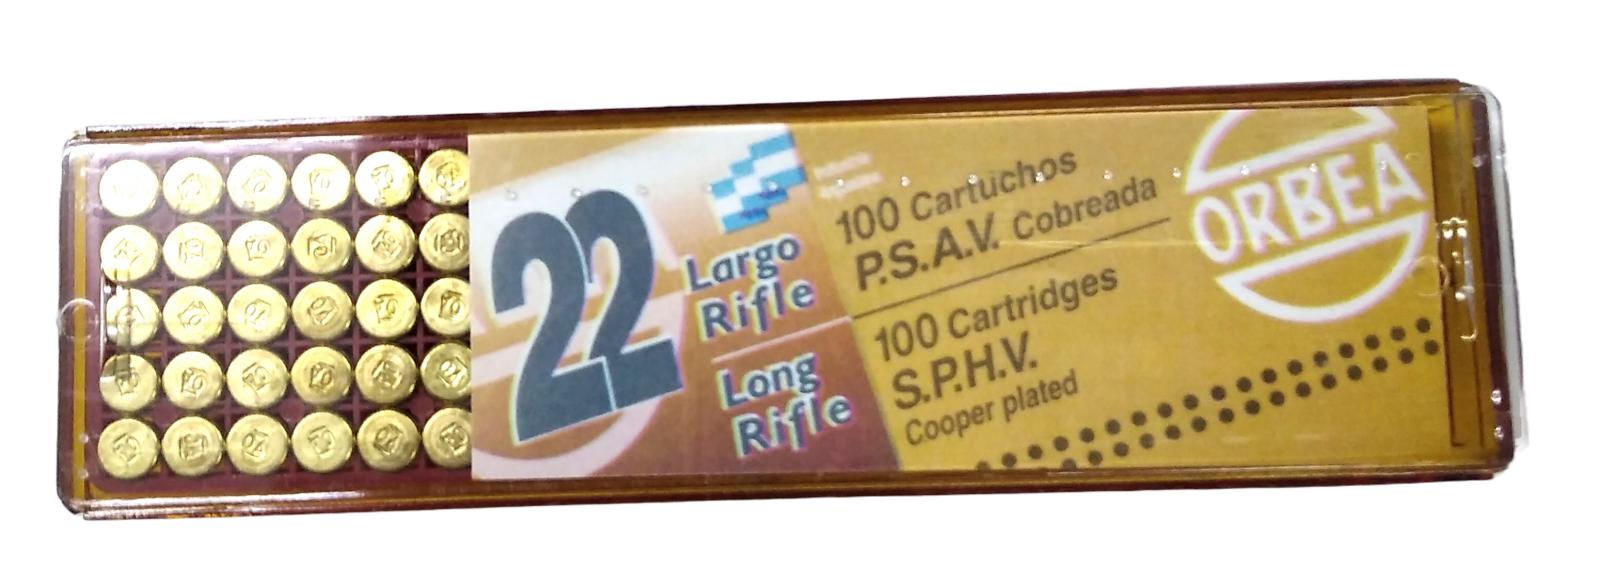 22
Largo
Rifle
Long
Rifle
100 Cartuchos
P.S.A.V. Cobreada
100 Cartridges
S.P.H.V.
Cooper plated
ORBEA